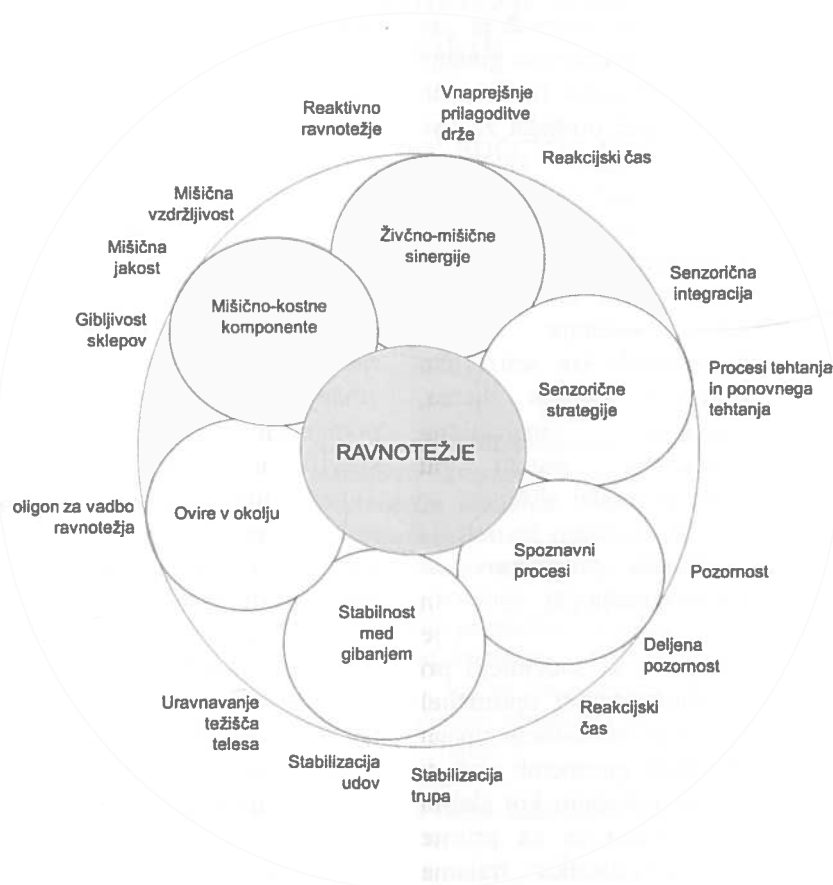 Reaktivno
ravnotežje
Vnaprejšnje
prilagoditve
drže
Reakcijski čas
Mišična
vzdržljivost
Mišična
jakost
Gibljivost
sklepov
Živčno-mišične
sinergije
Mišično-kostne
komponente
Senzorična
integracija
Senzorične
strategije
Procesi tehtanja
in ponovnega
tehtanja
RAVNOTEŽJE
oligon za vadbo
ravnotežja
Ovire v okolju
Spoznavni
procesi
Pozornost
Stabilnost
med
gibanjem
Deljena
pozornost
Reakcijski
čas
Uravnavanje
težišča
telesa
Stabilizacija
udov
Stabilizacija
trupa